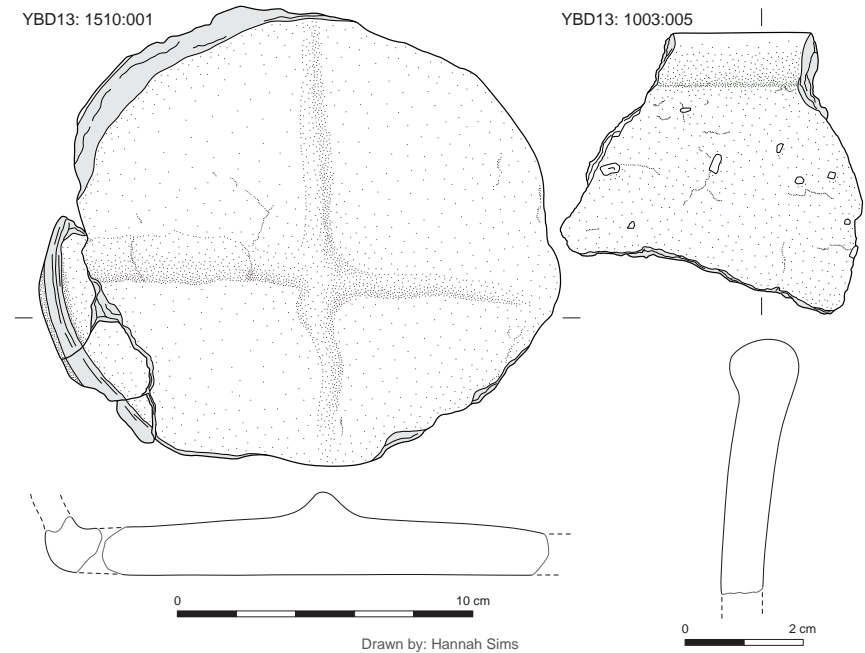 YBD13: 1510:001
YBD13: 1003:005
0 10 cm
0 2 cm
Drawn by: Hannah Sims